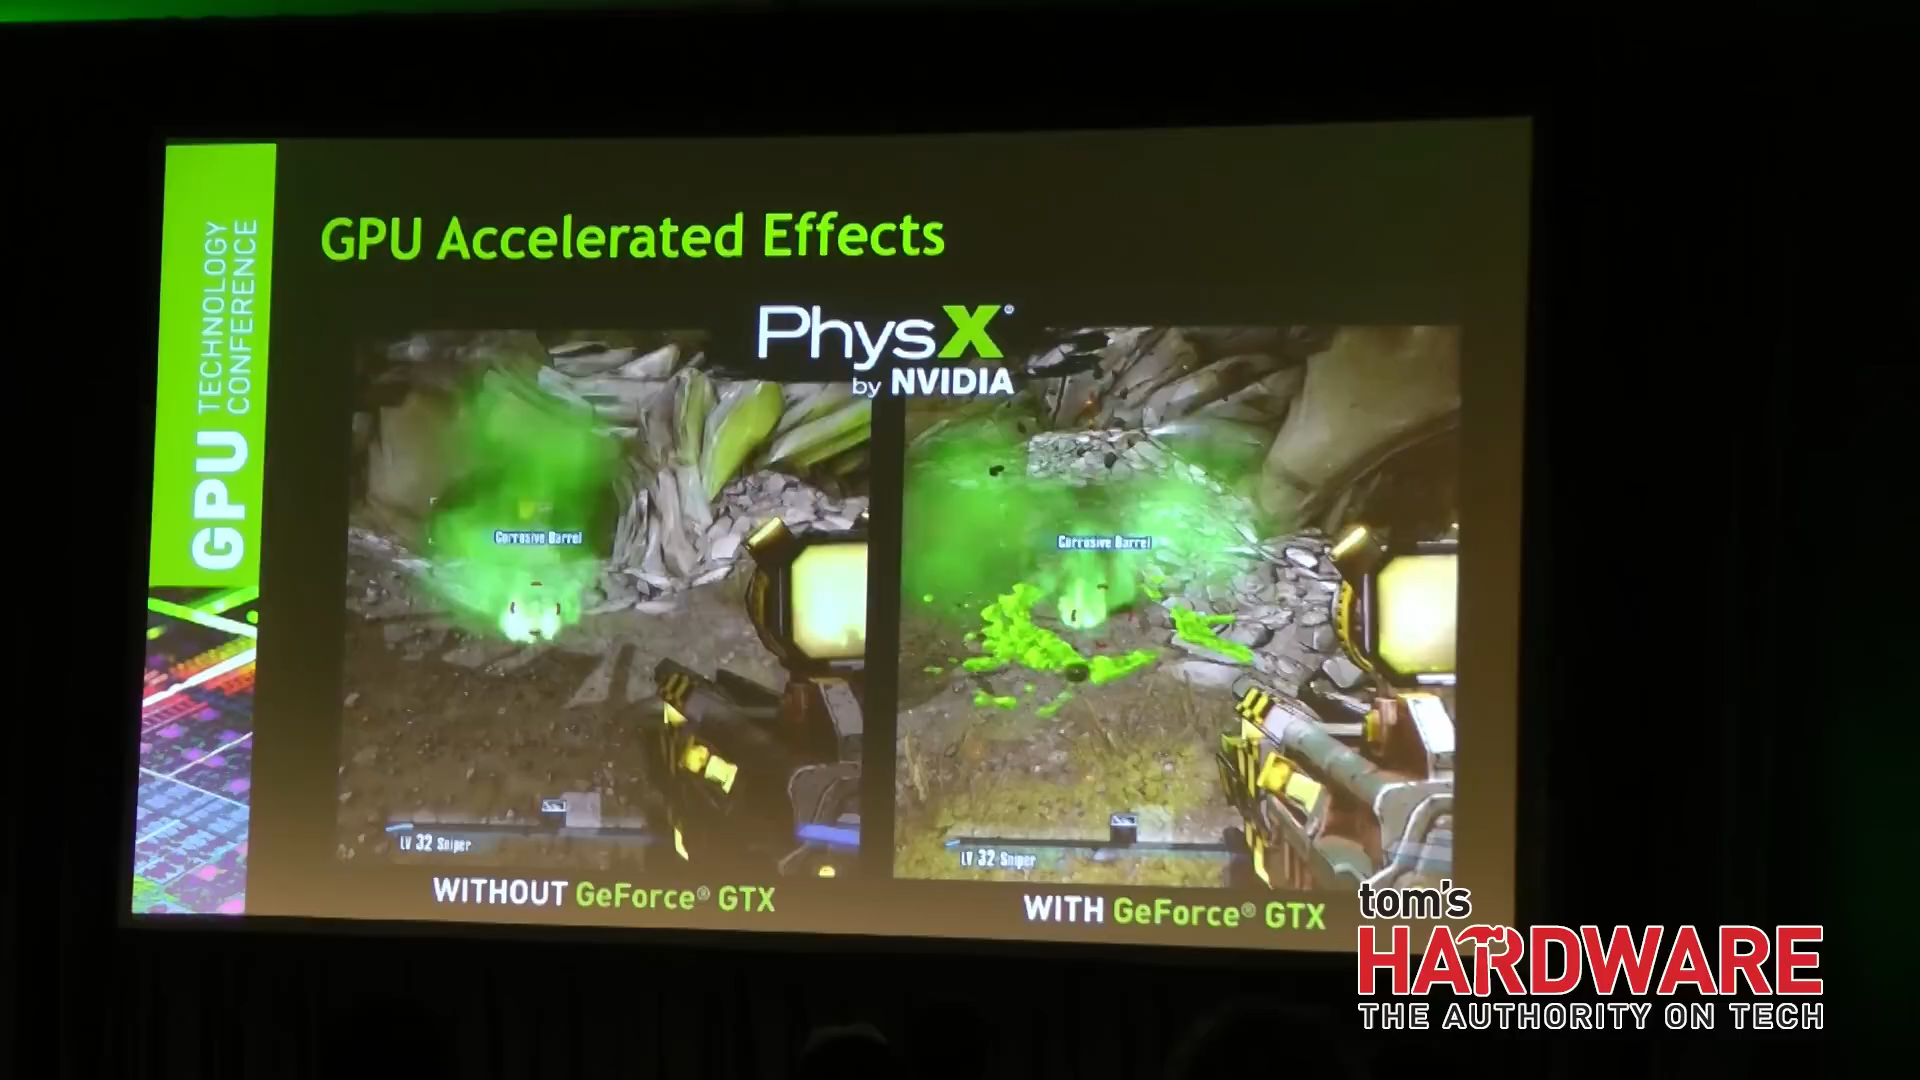 GPU TECHNOLOGY
CONFERENCE
GPU Accelerated Effects
PhysX®
by NVIDIA
Corrosive Barrel
Corrosive Barrel
LV 32 Sniper
LV 32 Sniper
WITHOUT GeForce® GTX
WITH GeForce® GTX
tom's
HARDWARE
THE AUTHORITY ON TECH